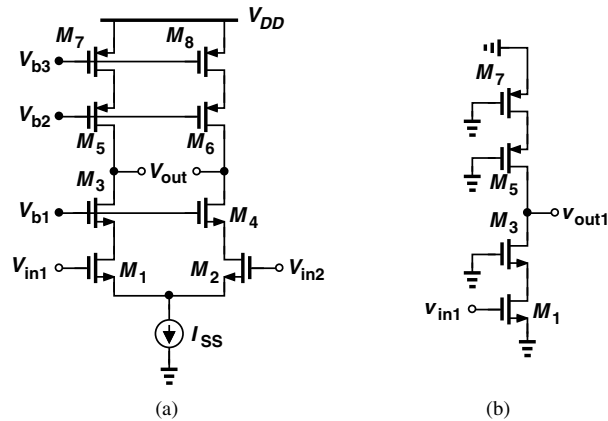 V_DD
M_7 M_8
V_b3
V_b2
M_5 M_6
M_3 V_out
V_b1 M_4
V_in1 M_1 M_2 V_in2
I_SS
(a)
M_7
M_5
v_out1
M_3
v_in1 M_1
(b)